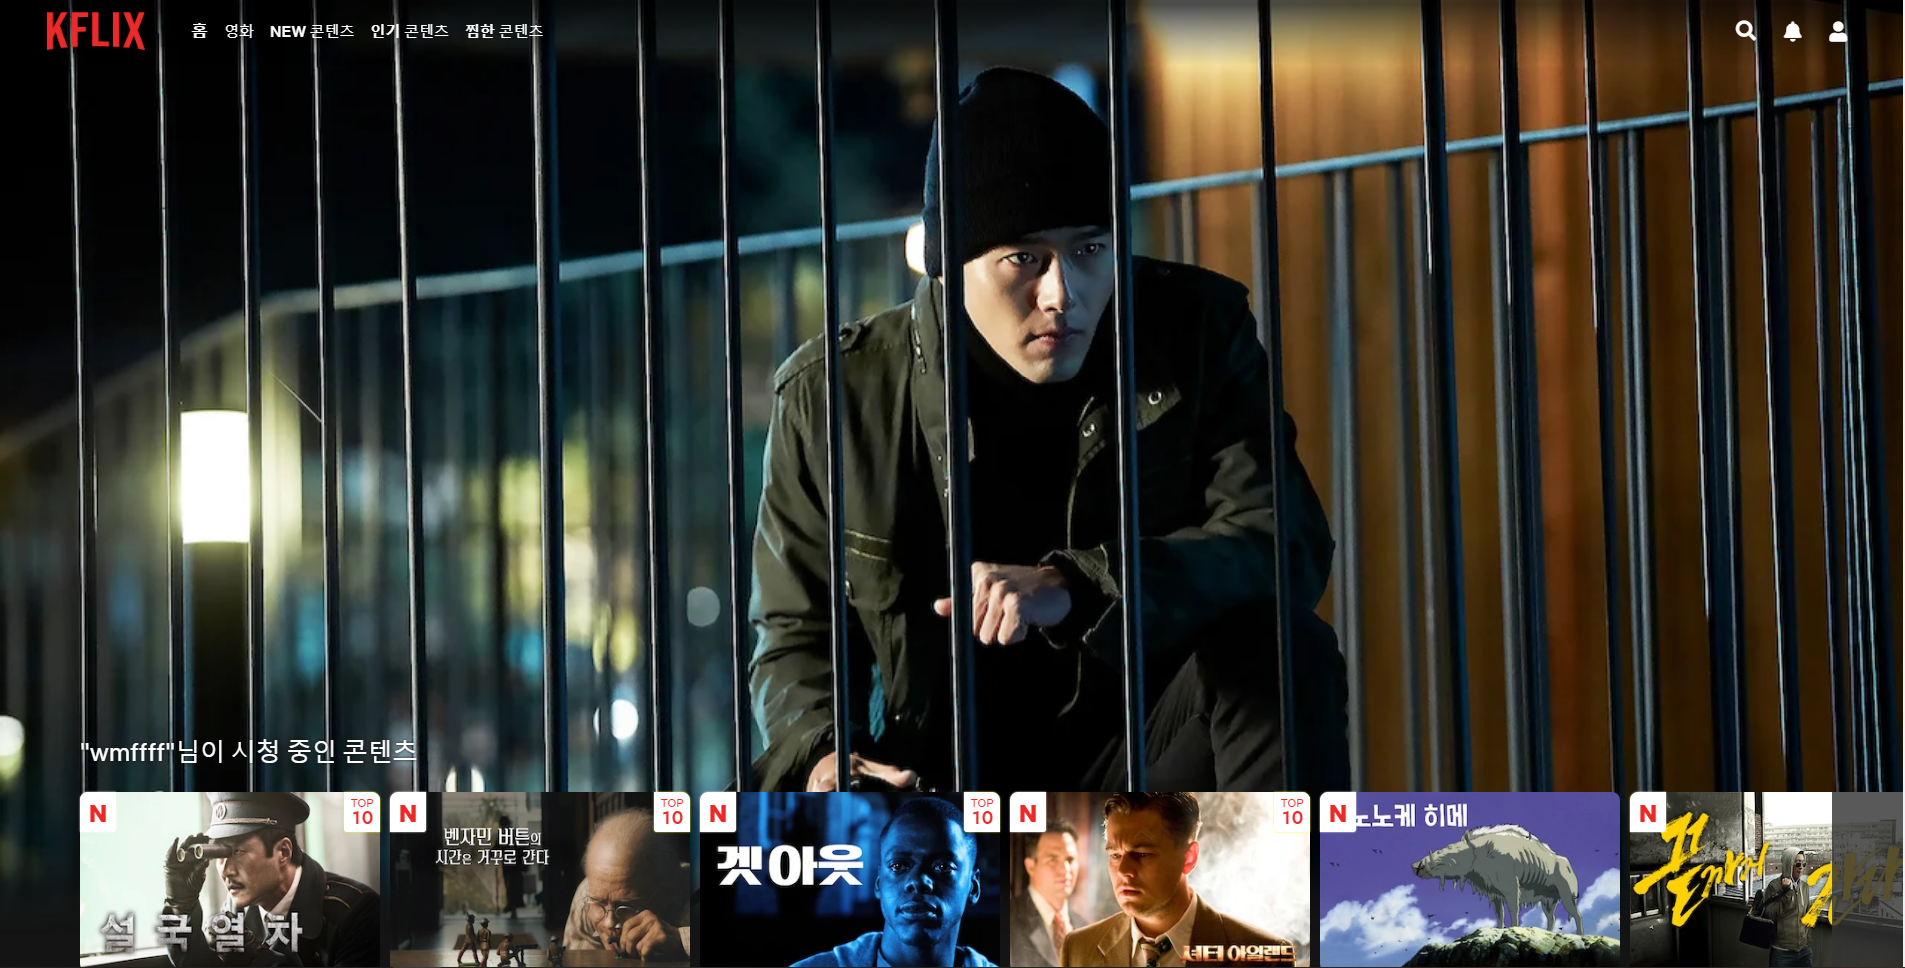 KFLIX
홈 영화 NEW 콘텐츠 인기 콘텐츠 찜한 콘텐츠
"wmffff"님이 시청 중인 콘텐츠
N
TOP
10
설국열차
N
TOP
10
벤자민 버튼의
시간은 거꾸로 간다
N
TOP
10
겟 아웃
N
TOP
10
셔터 아일랜드
N
노노케 히메
N
끝까지 간다